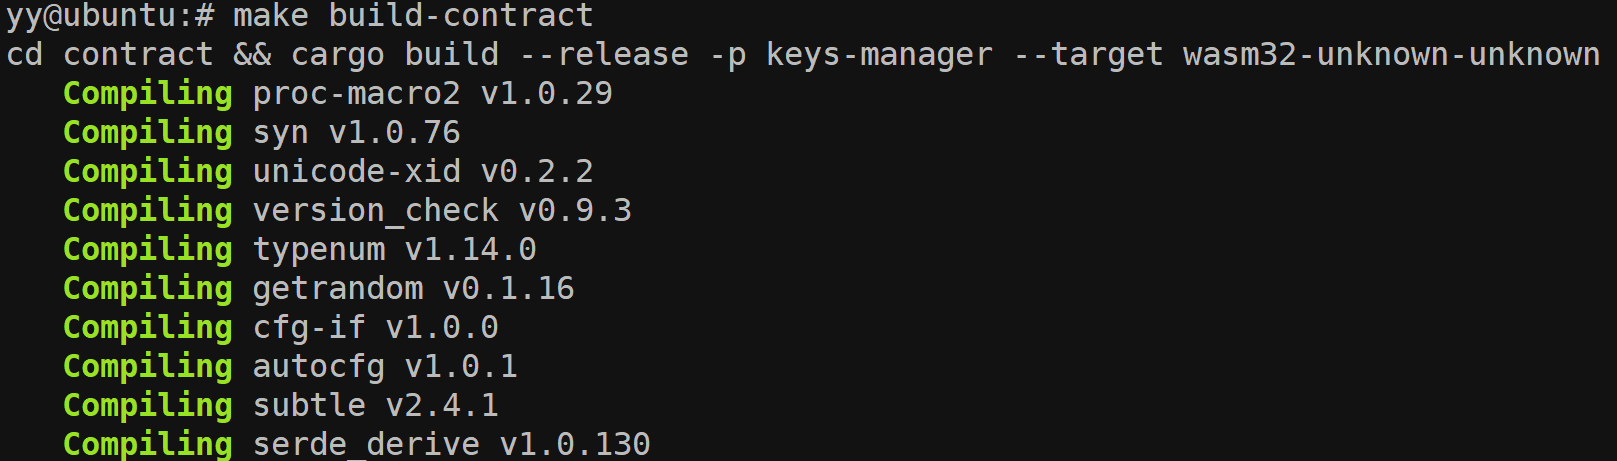 yy@ubuntu:# make build-contract
cd contract && cargo build --release -p keys-manager --target wasm32-unknown-unknown
Compiling proc-macro2 v1.0.29
Compiling syn v1.0.76
Compiling unicode-xid v0.2.2
Compiling version_check v0.9.3
Compiling typenum v1.14.0
Compiling getrandom v0.1.16
Compiling cfg-if v1.0.0
Compiling autocfg v1.0.1
Compiling subtle v2.4.1
Compiling serde_derive v1.0.130